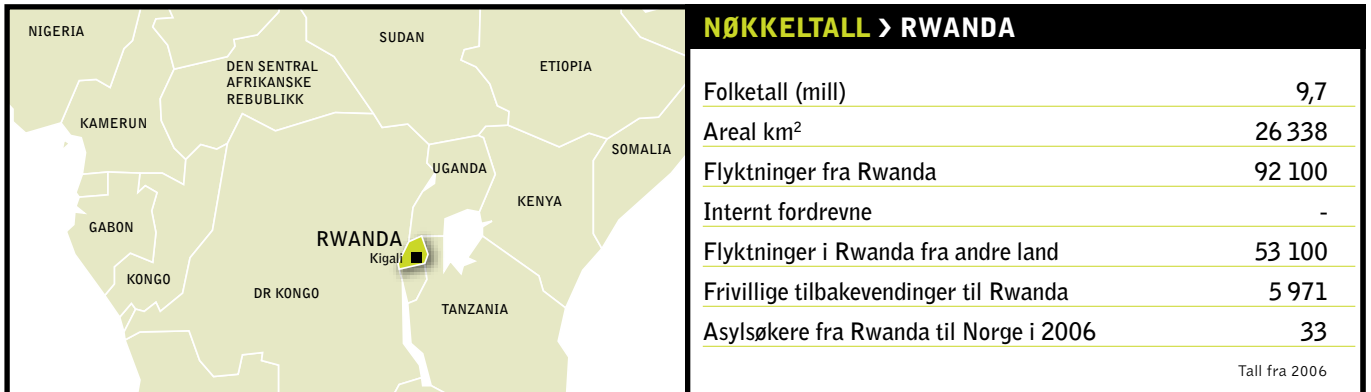 NIGERIA
SUDAN
DEN SENTRAL
AFRIKANSKE
REBUBLIKK
ETIOPIA
KAMERUN
SOMALIA
UGANDA
KENYA
GABON
RWANDA
Kigali
KONGO
DR KONGO
TANZANIA
NØKKELTALL › RWANDA
Folketall (mill) 9,7
Areal km² 26 338
Flyktninger fra Rwanda 92 100
Internt fordrevne -
Flyktninger i Rwanda fra andre land 53 100
Frivillige tilbakevendinger til Rwanda 5 971
Asylsøkere fra Rwanda til Norge i 2006 33
Tall fra 2006